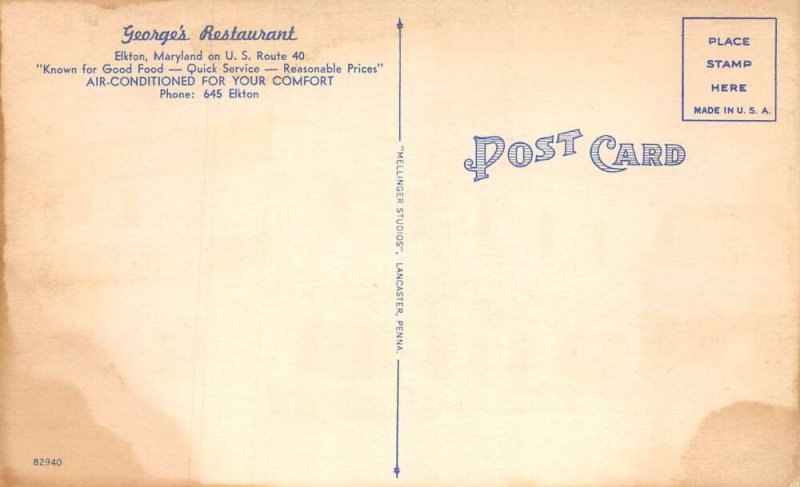 George's Restaurant
Elkton, Maryland on U. S. Route 40
"Known for Good Food — Quick Service — Reasonable Prices"
AIR-CONDITIONED FOR YOUR COMFORT
Phone: 645 Elkton
"MELLINGER STUDIOS", LANCASTER, PENNA.
PLACE
STAMP
HERE
MADE IN U. S. A.
POST CARD
82940